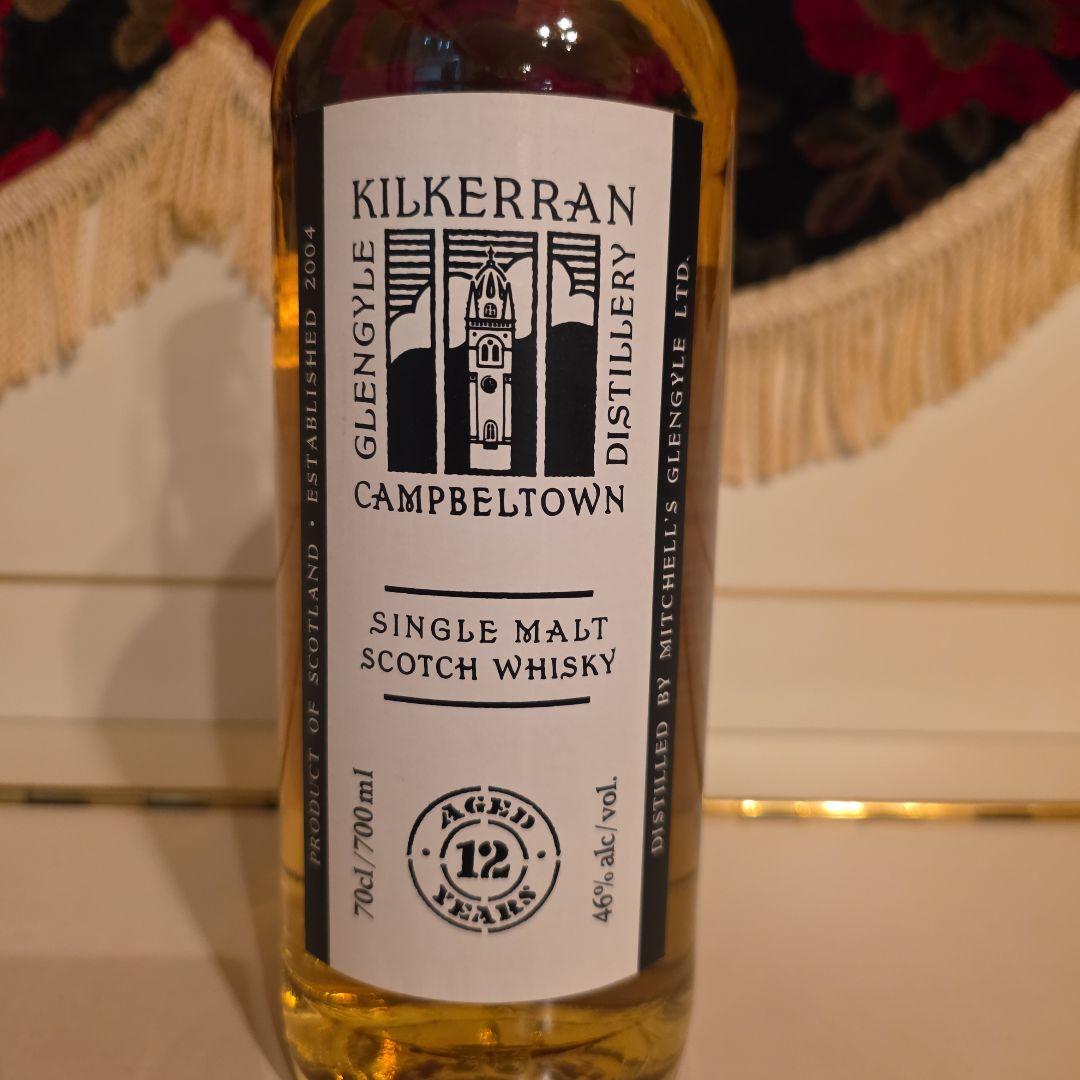 KILKERRAN
GLENGYLE
DISTILLERY
CAMPBELTOWN
SINGLE MALT
SCOTCH WHISKY
70cl/700ml
AGED
12
YEARS
46% alc/vol.
PRODUCT OF SCOTLAND · ESTABLISHED 2004
DISTILLED BY MITCHELL'S GLENGYLE LTD.